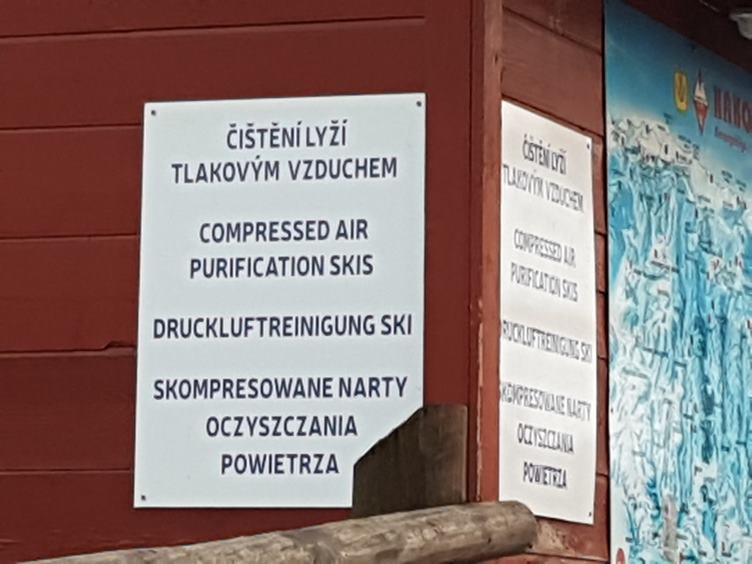 ČIŠTĚNÍ LYŽÍ
TLAKOVÝM VZDUCHEM
COMPRESSED AIR
PURIFICATION SKIS
DRUCKLUFTREINIGUNG SKI
SKOMPRESOWANE NARTY
OCZYSZCZANIA
POWIETRZA
ČIŠTĚNÍ LYŽÍ
TLAKOVÝM VZDUCHEM
COMPRESSED AIR
PURIFICATION SKIS
RUCKLUFTREINIGUNG SKI
SKOMPRESOWANE NARTY
OCZYSZCZANIA
POWIETRZA